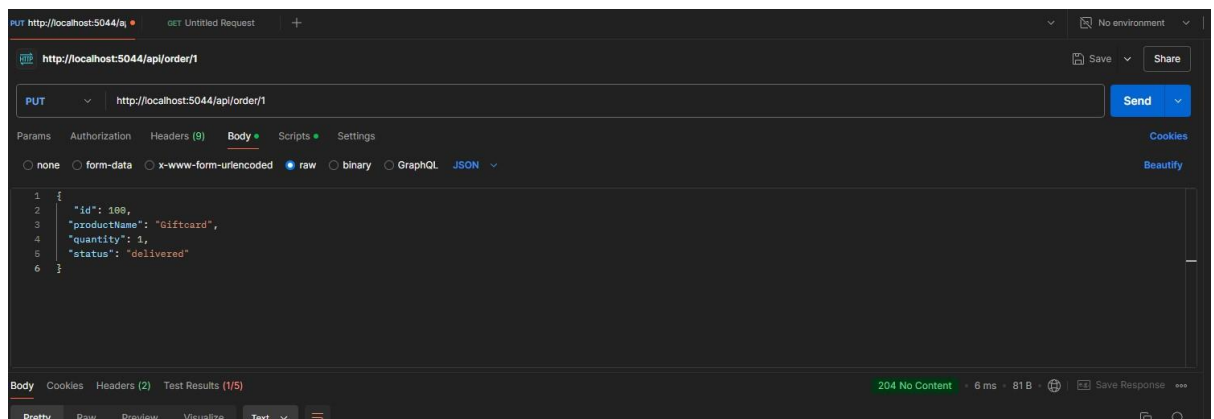 PUT http://localhost:5044/a
GET Untitled Request
No environment
HTTP http://localhost:5044/api/order/1
Save
Share
PUT http://localhost:5044/api/order/1
Send
Params Authorization Headers (9) Body Scripts Settings
Cookies
none form-data x-www-form-urlencoded raw binary GraphQL JSON
Beautify
1 {
2 "id": 100,
3 "productName": "Giftcard",
4 "quantity": 1,
5 "status": "delivered"
6 }
Body Cookies Headers (2) Test Results (1/5)
204 No Content 6 ms 81 B
Save Response
Pretty Raw Preview Visualize Text